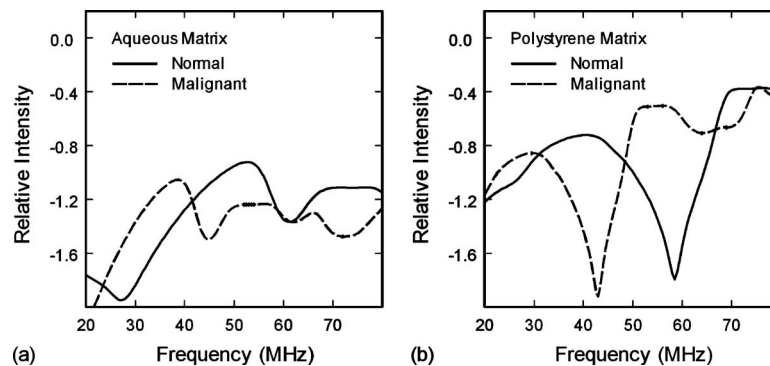 Aqueous Matrix
Normal
Malignant
0.0
-0.4
-0.8
-1.2
-1.6
Relative Intensity
20 30 40 50 60 70
Frequency (MHz)
(a)
Polystyrene Matrix
Normal
Malignant
0.0
-0.4
-0.8
-1.2
-1.6
Relative Intensity
20 30 40 50 60 70
Frequency (MHz)
(b)